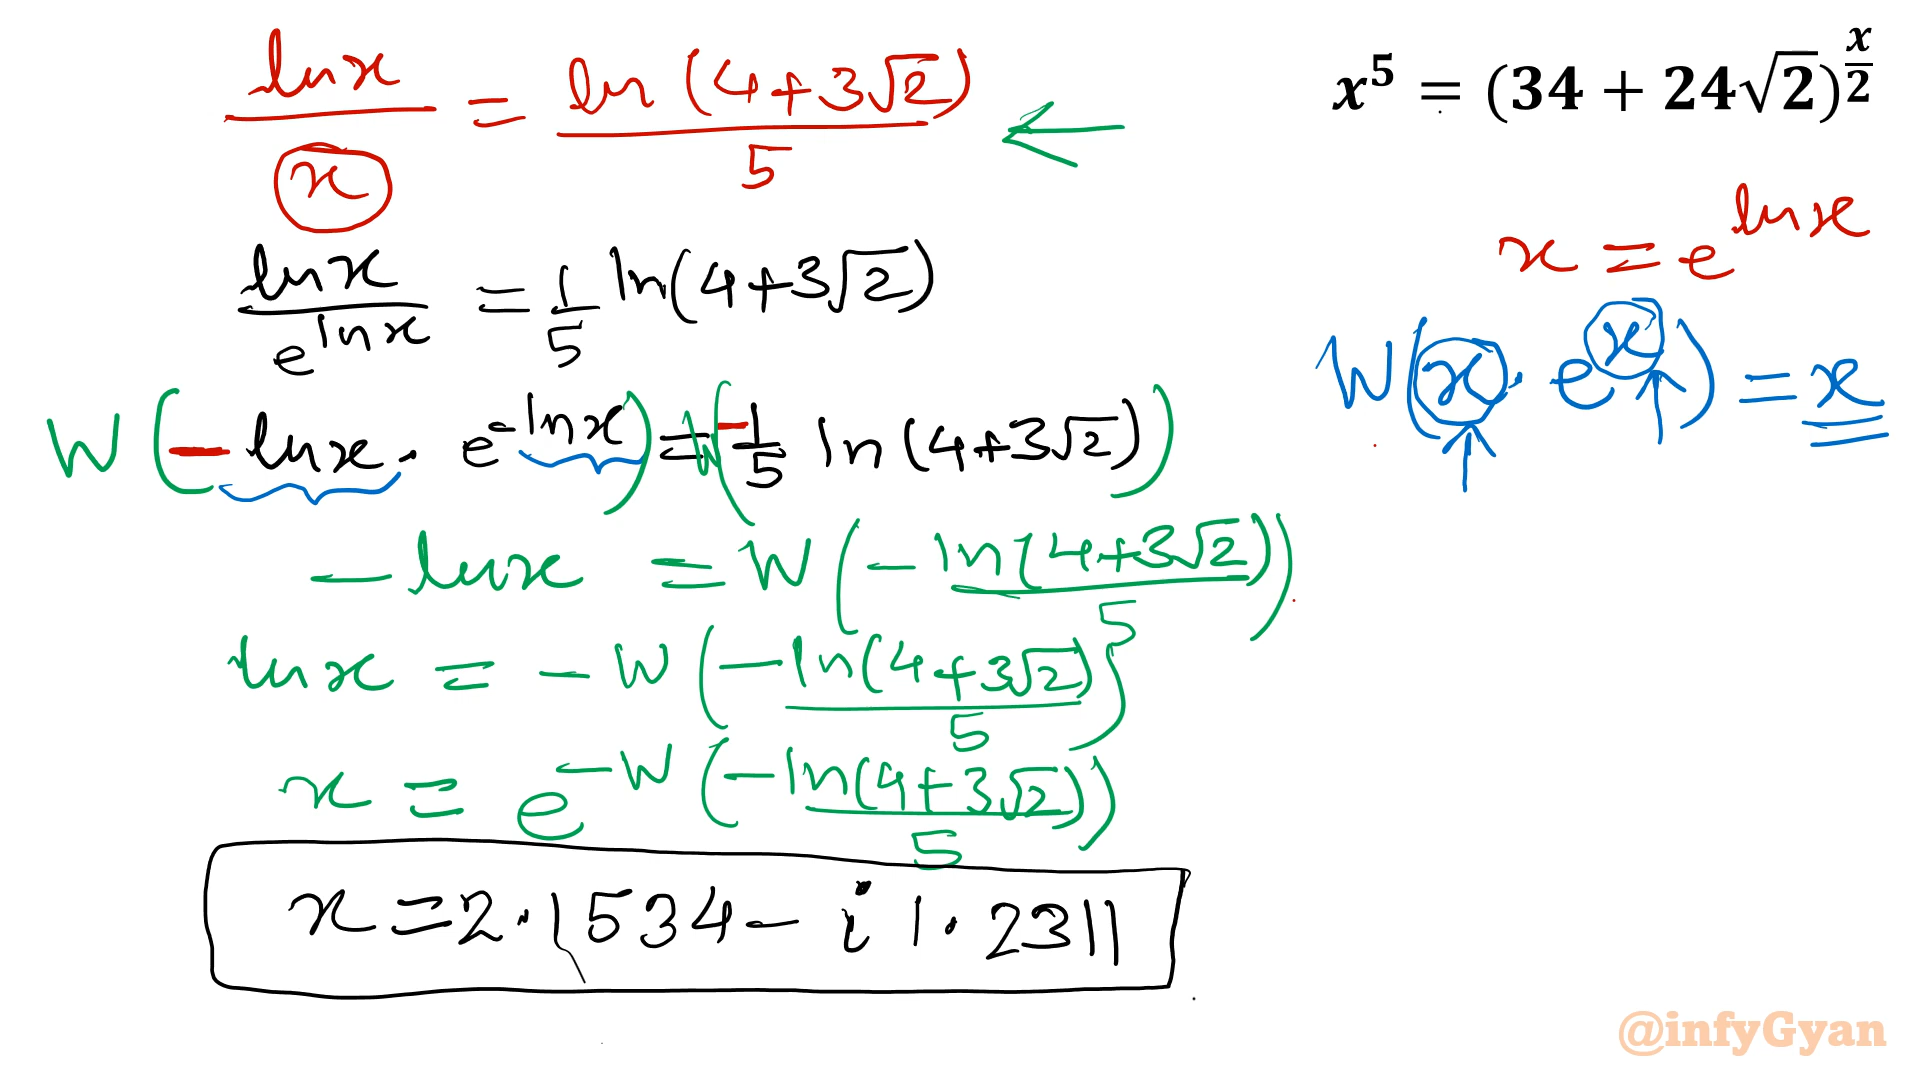 ln x / x = ln (4+3√2) / 5 ←
x⁵ = (34 + 24√2)^(x/2)
x = e^(ln x)
W(x · e^x) = x
ln x / e^(ln x) = 1/5 ln(4+3√2)
W(-ln x · e^(-ln x)) = W(-1/5 ln(4+3√2))
-ln x = W(-ln(4+3√2) / 5)
ln x = -W(-ln(4+3√2) / 5)
x = e^(-W(-ln(4+3√2) / 5))
x = 2.1534 - i 1.2311
@infyGyan